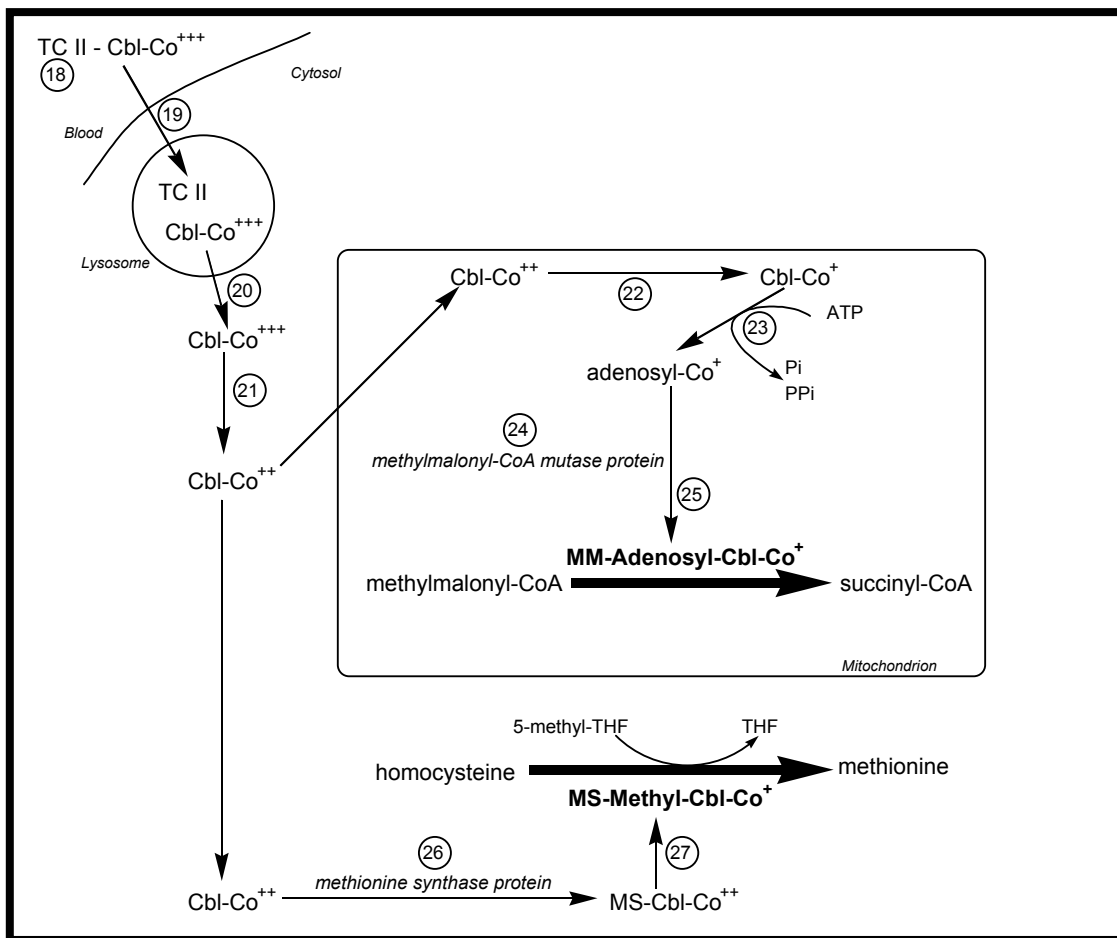 TC II - Cbl-Co+++
18
Cytosol
19
Blood
TC II
Cbl-Co+++
Lysosome
20
Cbl-Co+++
21
Cbl-Co++
Cbl-Co++
22
Cbl-Co+
23
ATP
adenosyl-Co+
Pi
PPi
24
methylmalonyl-CoA mutase protein
25
MM-Adenosyl-Cbl-Co+
methylmalonyl-CoA
succinyl-CoA
Mitochondrion
5-methyl-THF
THF
homocysteine
methionine
MS-Methyl-Cbl-Co+
26
27
methionine synthase protein
Cbl-Co++
MS-Cbl-Co++